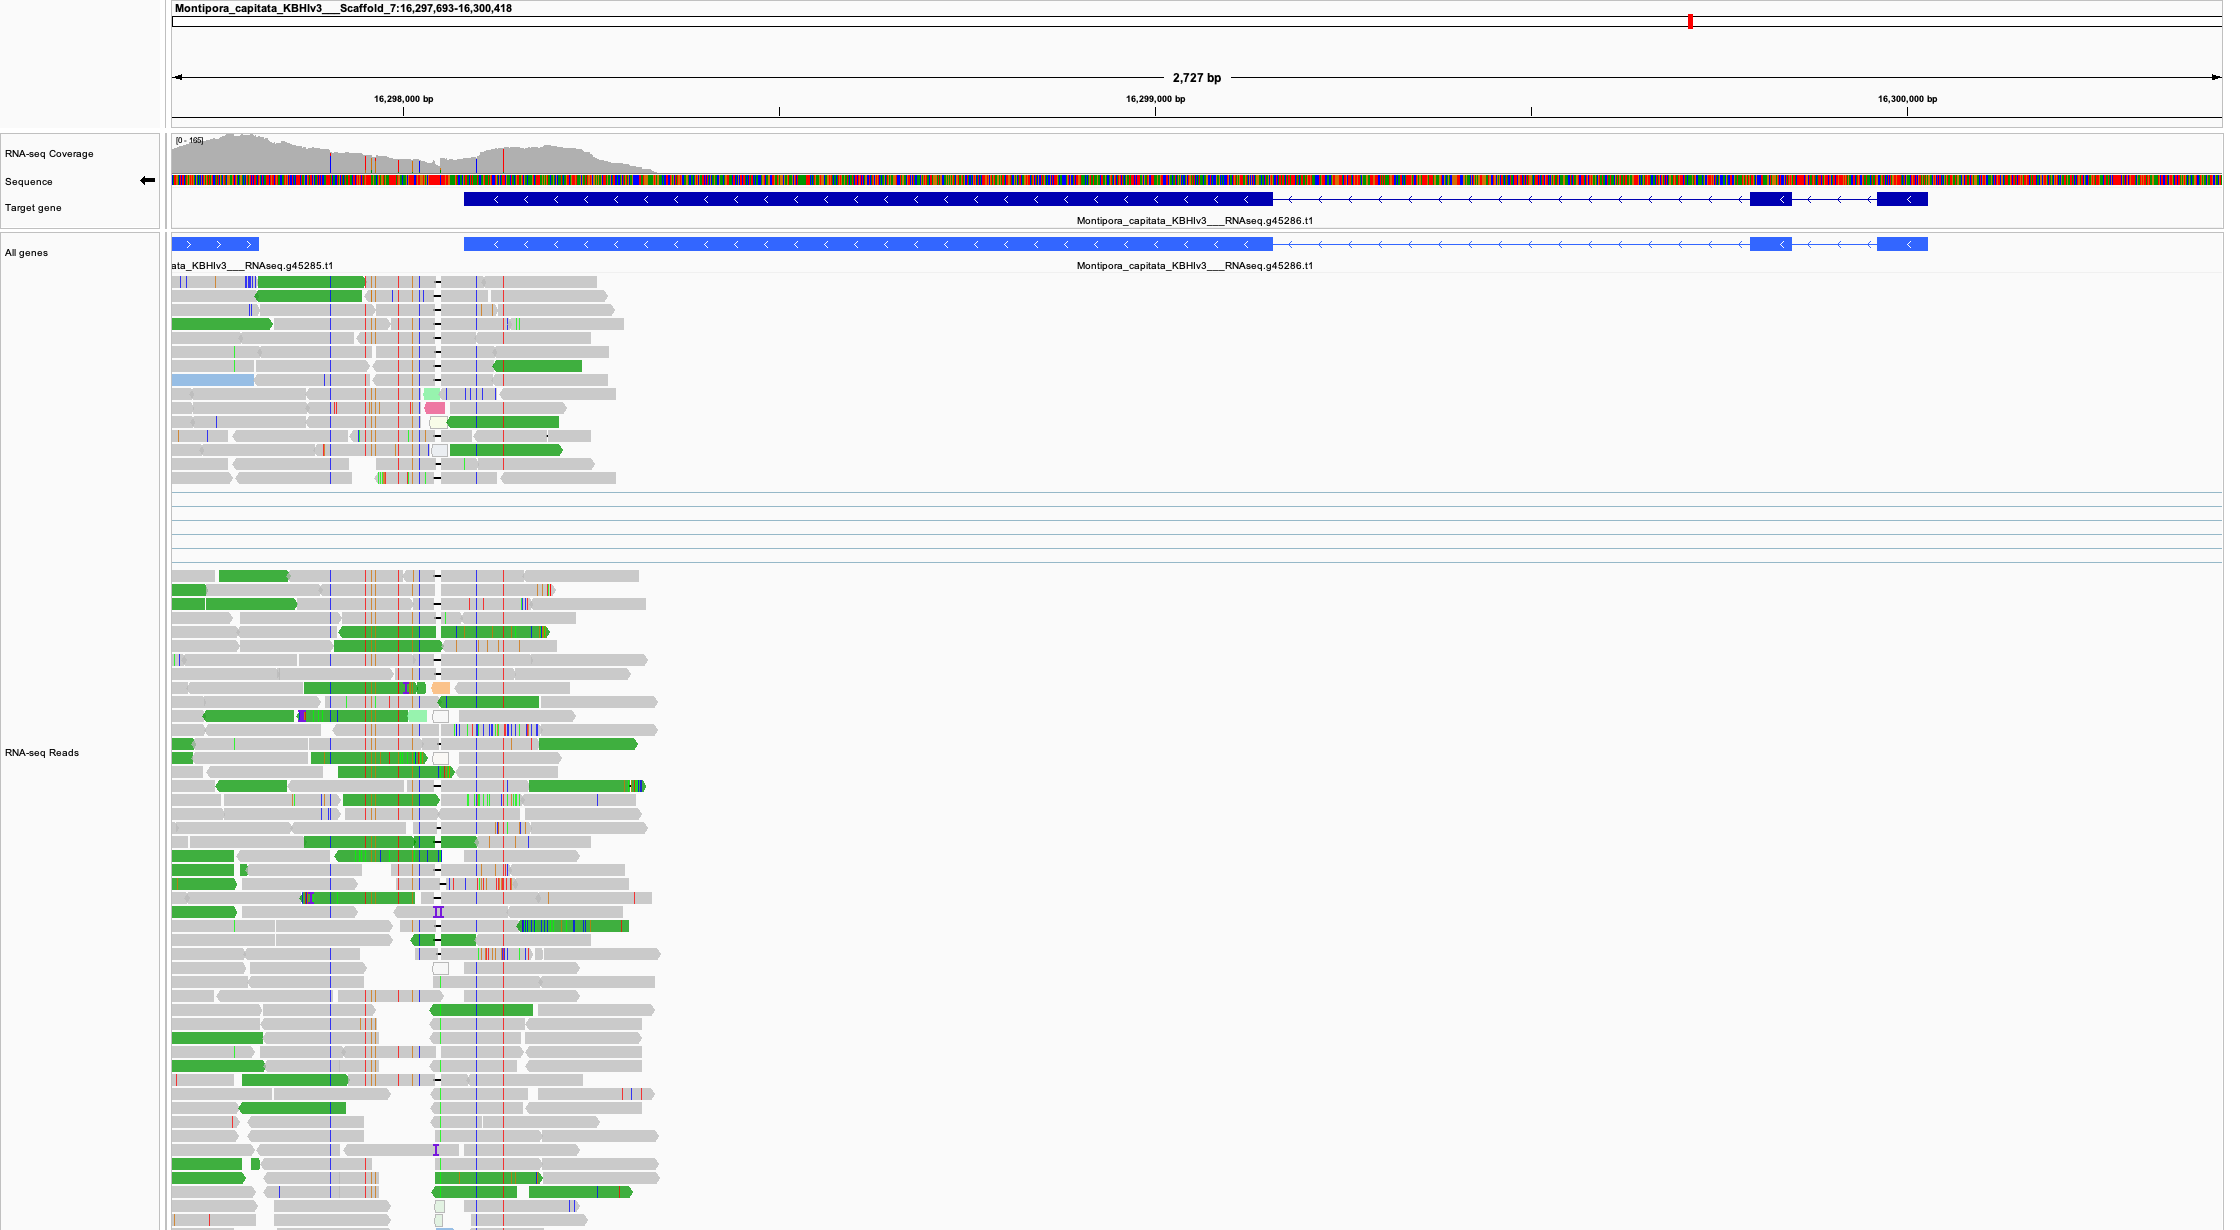 Montipora_capitata_KBHIv3___Scaffold_7:16,297,693-16,300,418
2,727 bp
16,298,000 bp 16,299,000 bp 16,300,000 bp
[0 - 165]
RNA-seq Coverage
Sequence
Target gene
Montipora_capitata_KBHIv3___RNAseq.g45286.t1
All genes
ata_KBHIv3___RNAseq.g45285.t1 Montipora_capitata_KBHIv3___RNAseq.g45286.t1
RNA-seq Reads